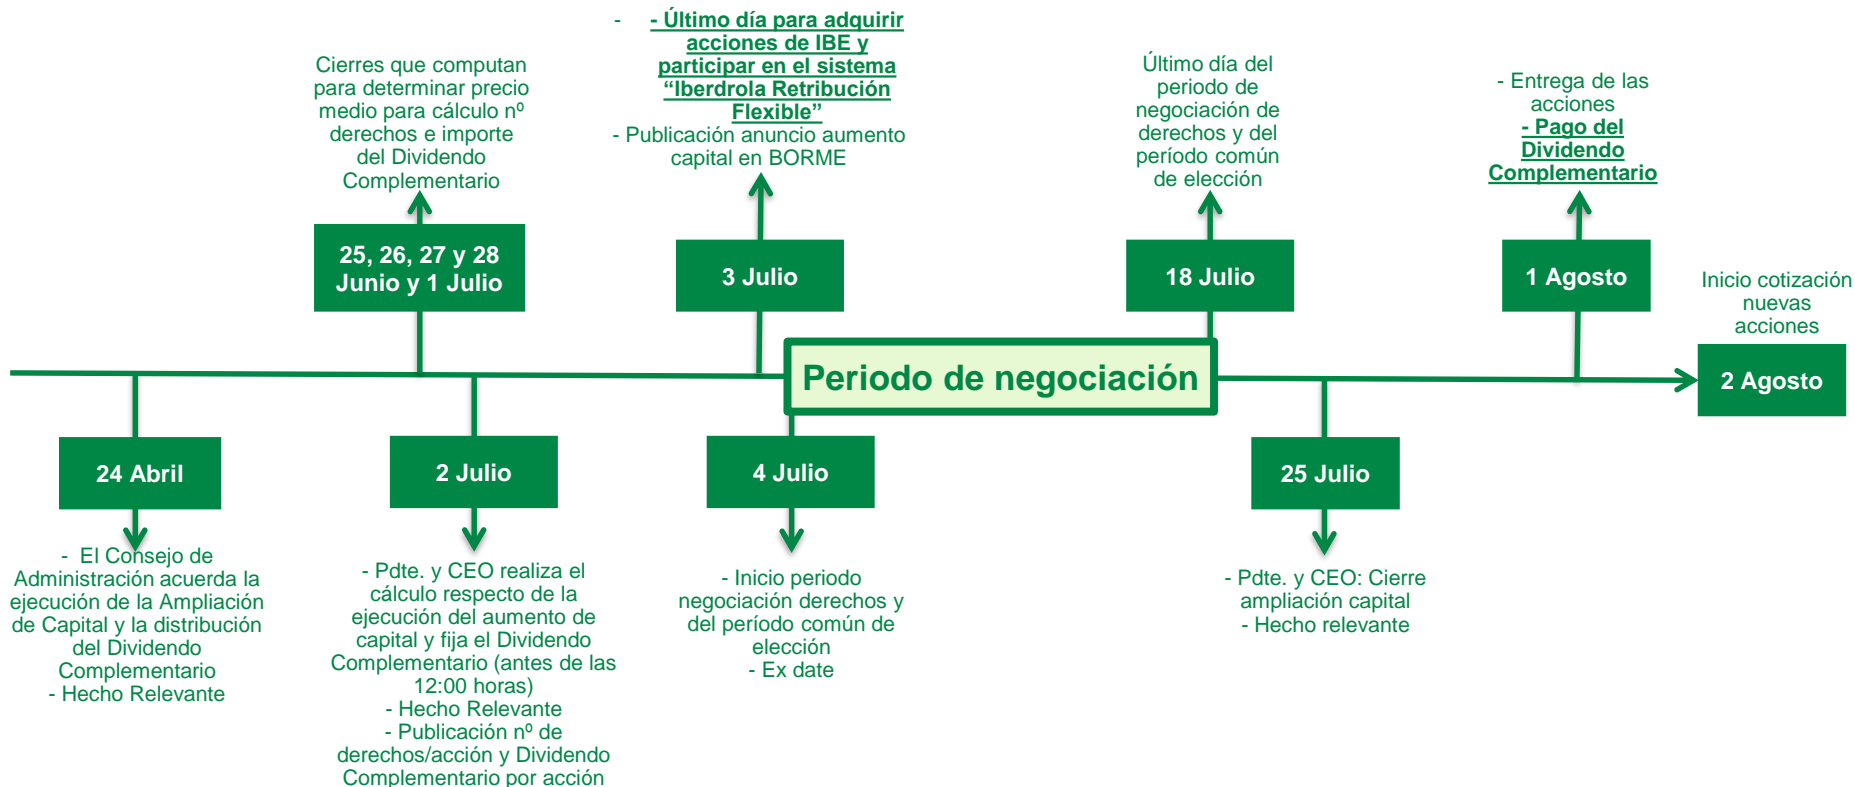 Cierres que computan
para determinar precio
medio para cálculo nº
derechos e importe
del Dividendo
Complementario
25, 26, 27 y 28
Junio y 1 Julio
- - Último día para adquirir
acciones de IBE y
participar en el sistema
“Iberdrola Retribución
Flexible”
- Publicación anuncio aumento
capital en BORME
3 Julio
Último día del
periodo de
negociación de
derechos y del
período común
de elección
18 Julio
- Entrega de las
acciones
- Pago del
Dividendo
Complementario
1 Agosto
Inicio cotización
nuevas
acciones
2 Agosto
Periodo de negociación
24 Abril
- El Consejo de
Administración acuerda la
ejecución de la Ampliación
de Capital y la distribución
del Dividendo
Complementario
- Hecho Relevante
2 Julio
- Pdte. y CEO realiza el
cálculo respecto de la
ejecución del aumento de
capital y fija el Dividendo
Complementario (antes de las
12:00 horas)
- Hecho Relevante
- Publicación nº de
derechos/acción y Dividendo
Complementario por acción
4 Julio
- Inicio periodo
negociación derechos y
del período común de
elección
- Ex date
25 Julio
- Pdte. y CEO: Cierre
ampliación capital
- Hecho relevante